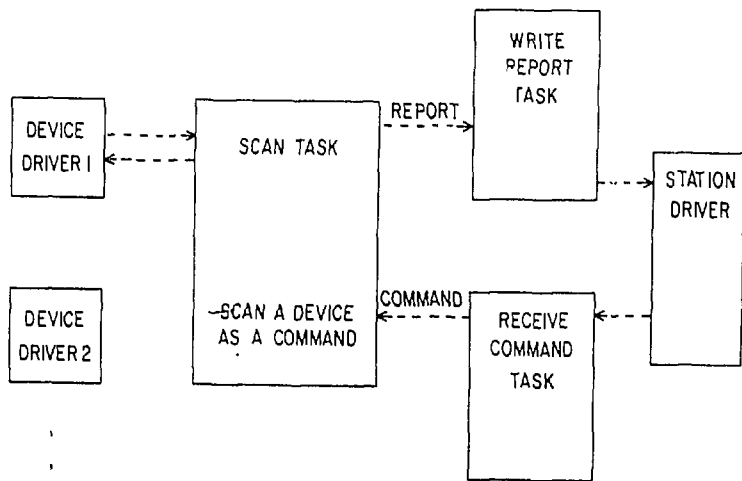 WRITE
REPORT
TASK
REPORT
DEVICE
DRIVER 1
SCAN TASK
STATION
DRIVER
DEVICE
DRIVER 2
SCAN A DEVICE
AS A COMMAND
COMMAND
RECEIVE
COMMAND
TASK